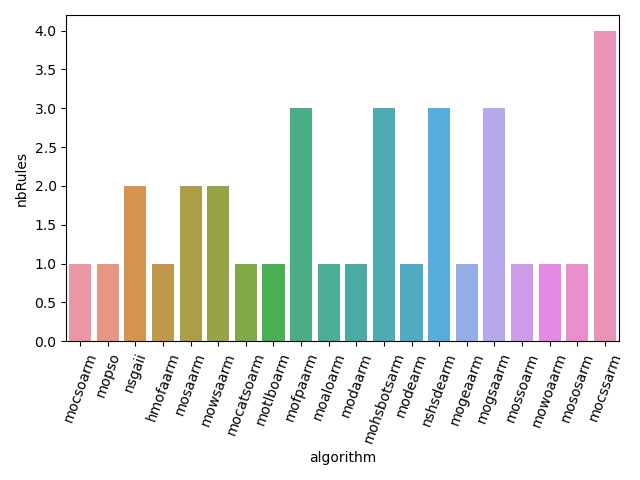 4.0
3.5
3.0
2.5
2.0
1.5
1.0
0.5
0.0
nbRules
mocsoarm
mopso
nsgaii
hmofaarm
mosaarm
mowsaarm
mocatsoarm
motlboarm
mofpaarm
moaloarm
modaarm
mohsbotsarm
modearm
nshsdearm
mogeaarm
mogsaarm
mossoarm
mowoaarm
mososarm
mocssarm
algorithm